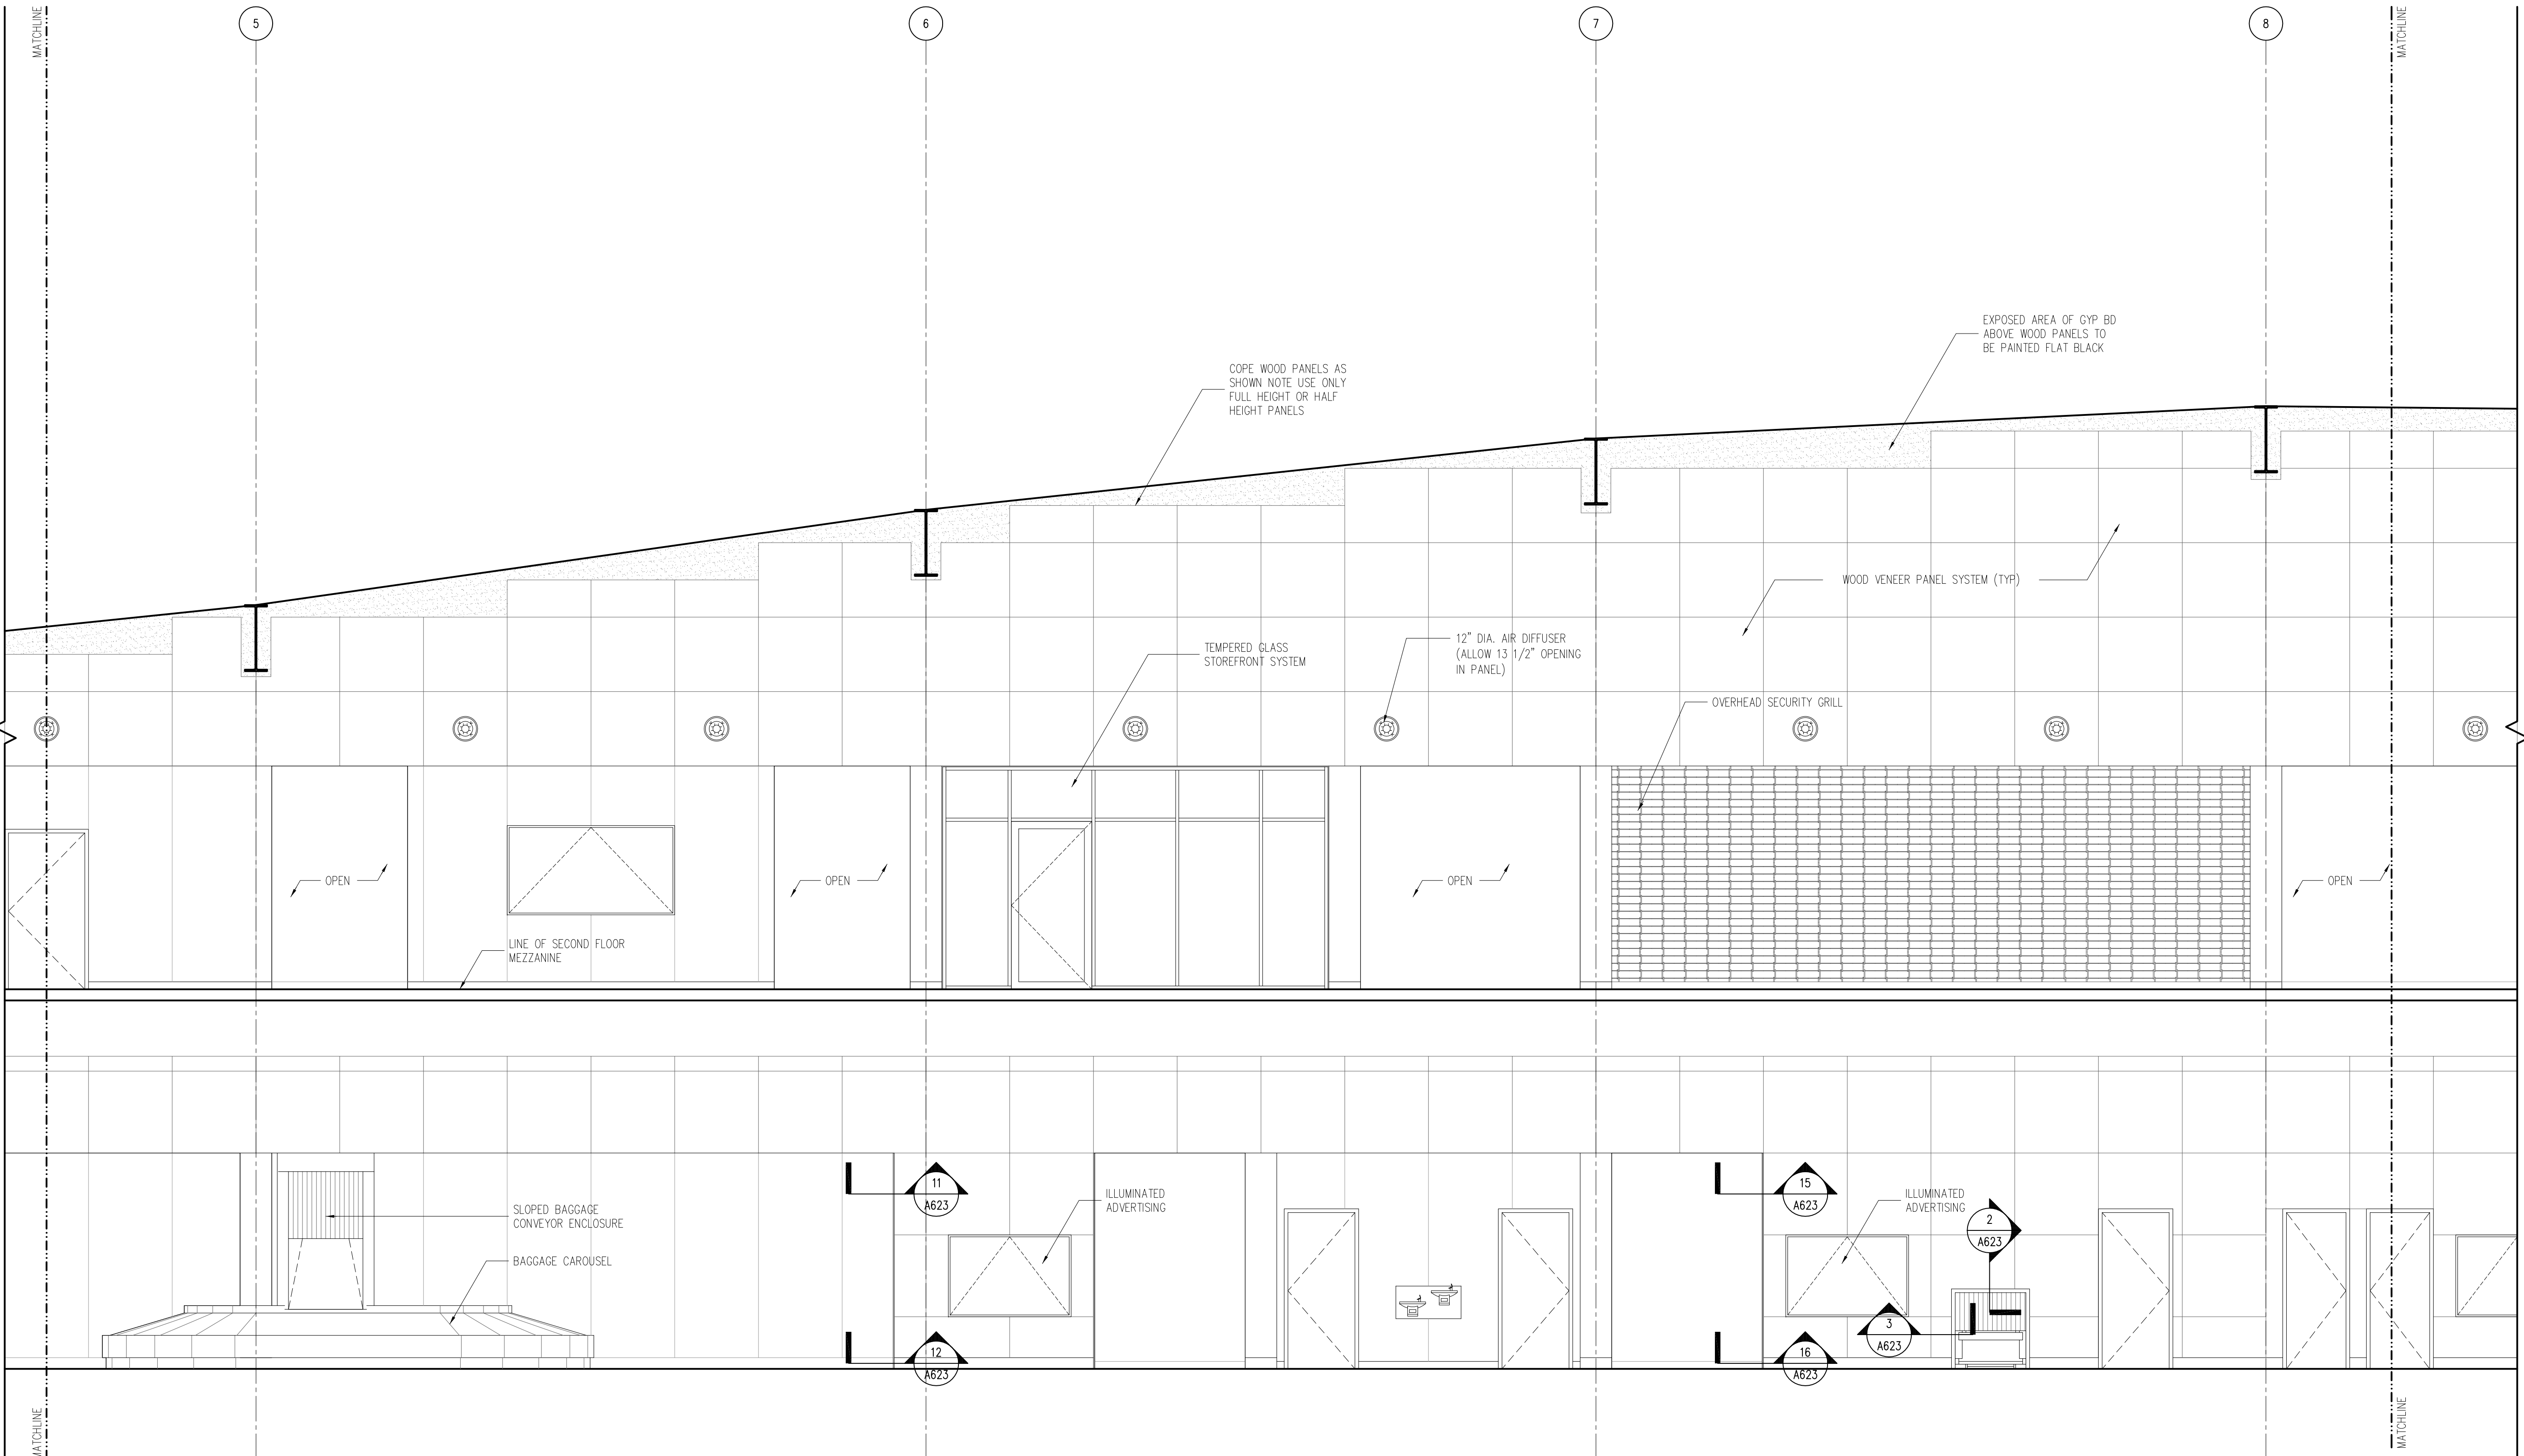 MATCHLINE
5
6
7
8
MATCHLINE
EXPOSED AREA OF GYP BD
ABOVE WOOD PANELS TO
BE PAINTED FLAT BLACK
COPE WOOD PANELS AS
SHOWN NOTE USE ONLY
FULL HEIGHT OR HALF
HEIGHT PANELS
WOOD VENEER PANEL SYSTEM (TYP)
TEMPERED GLASS
STOREFRONT SYSTEM
12" DIA. AIR DIFFUSER
(ALLOW 13 1/2" OPENING
IN PANEL)
OVERHEAD SECURITY GRILL
OPEN
OPEN
OPEN
OPEN
LINE OF SECOND FLOOR
MEZZANINE
SLOPED BAGGAGE
CONVEYOR ENCLOSURE
BAGGAGE CAROUSEL
11
A623
ILLUMINATED
ADVERTISING
15
A623
ILLUMINATED
ADVERTISING
2
A623
12
A623
16
A623
3
A623
MATCHLINE
MATCHLINE